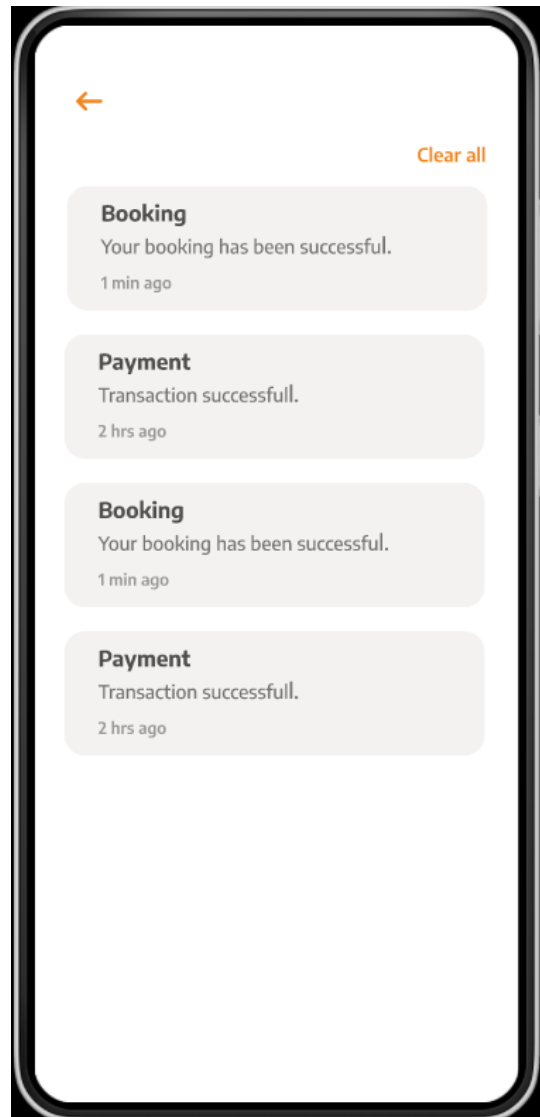 Clear all
Booking
Your booking has been successful.
1 min ago
Payment
Transaction successfull.
2 hrs ago
Booking
Your booking has been successful.
1 min ago
Payment
Transaction successfull.
2 hrs ago